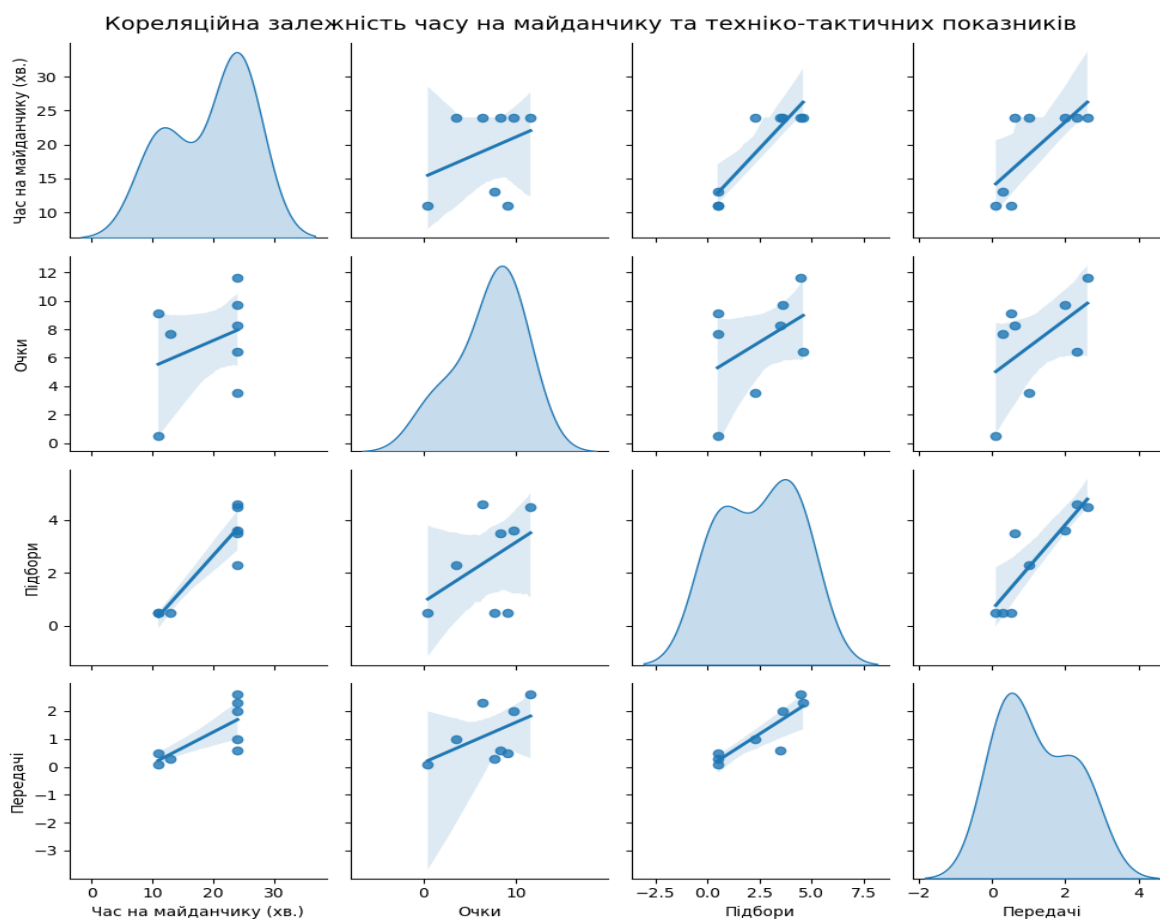 Кореляційна залежність часу на майданчику та техніко-тактичних показників
Час на майданчику (хв.)
30
25
20
15
10
Очки
12
10
8
6
4
2
0
Підбори
4
2
0
Передачі
2
1
0
−1
−2
−3
0 10 20 30
Час на майданчику (хв.)
0 10
Очки
−2.5 0.0 2.5 5.0 7.5
Підбори
−2 0 2 4
Передачі